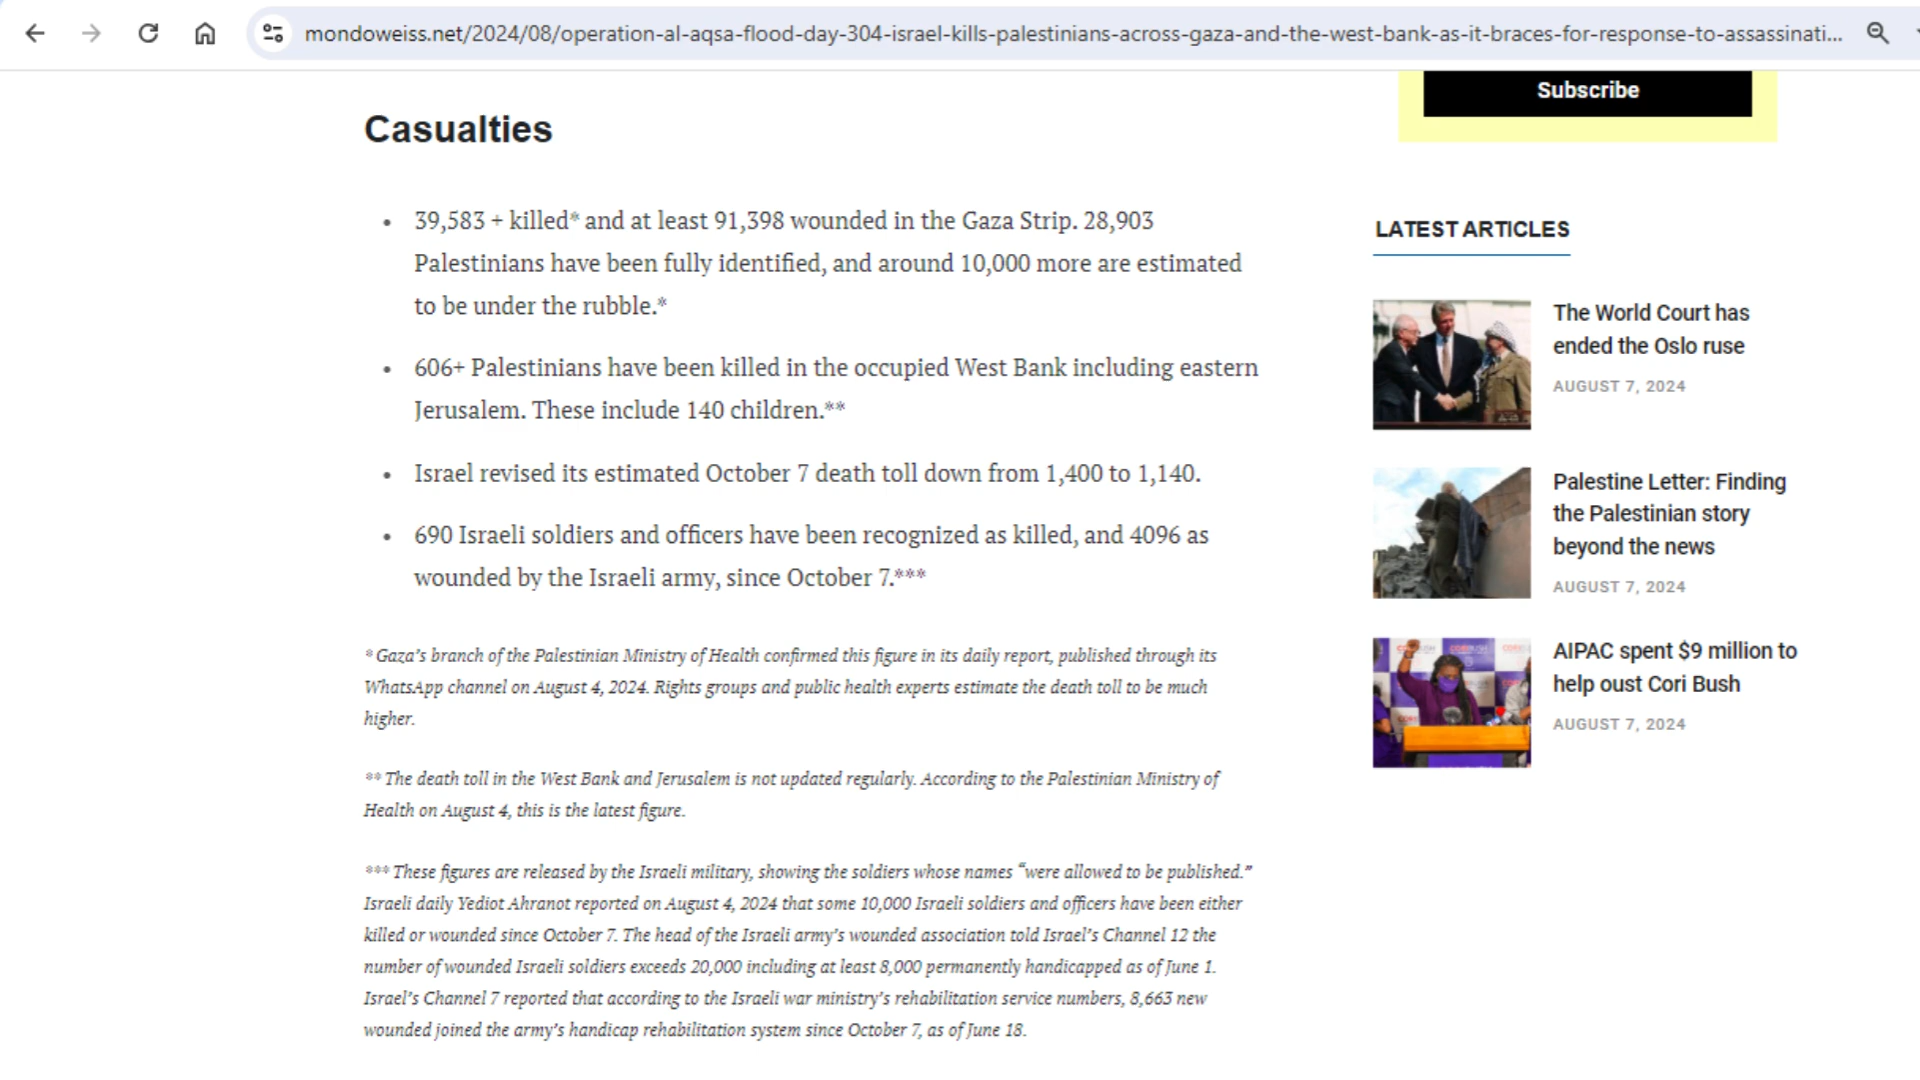 mondoweiss.net/2024/08/operation-al-aqsa-flood-day-304-israel-kills-palestinians-across-gaza-and-the-west-bank-as-it-braces-for-response-to-assassinati...
Subscribe
Casualties
• 39,583 + killed* and at least 91,398 wounded in the Gaza Strip. 28,903
Palestinians have been fully identified, and around 10,000 more are estimated
to be under the rubble.*
• 606+ Palestinians have been killed in the occupied West Bank including eastern
Jerusalem. These include 140 children.**
• Israel revised its estimated October 7 death toll down from 1,400 to 1,140.
• 690 Israeli soldiers and officers have been recognized as killed, and 4096 as
wounded by the Israeli army, since October 7.***
* Gaza’s branch of the Palestinian Ministry of Health confirmed this figure in its daily report, published through its
WhatsApp channel on August 4, 2024. Rights groups and public health experts estimate the death toll to be much
higher.
** The death toll in the West Bank and Jerusalem is not updated regularly. According to the Palestinian Ministry of
Health on August 4, this is the latest figure.
*** These figures are released by the Israeli military, showing the soldiers whose names “were allowed to be published.”
Israeli daily Yediot Ahranot reported on August 4, 2024 that some 10,000 Israeli soldiers and officers have been either
killed or wounded since October 7. The head of the Israeli army’s wounded association told Israel’s Channel 12 the
number of wounded Israeli soldiers exceeds 20,000 including at least 8,000 permanently handicapped as of June 1.
Israel’s Channel 7 reported that according to the Israeli war ministry’s rehabilitation service numbers, 8,663 new
wounded joined the army’s handicap rehabilitation system since October 7, as of June 18.
LATEST ARTICLES
The World Court has
ended the Oslo ruse
AUGUST 7, 2024
Palestine Letter: Finding
the Palestinian story
beyond the news
AUGUST 7, 2024
AIPAC spent $9 million to
help oust Cori Bush
AUGUST 7, 2024